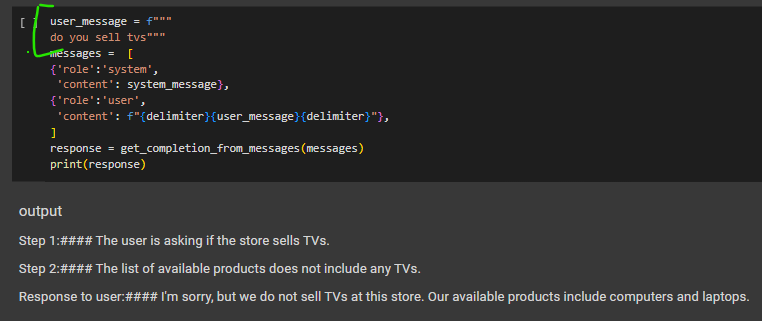 [ ] user_message = f"""
do you sell tvs"""
messages =  [
{'role':'system',
 'content': system_message},
{'role':'user',
 'content': f"{delimiter}{user_message}{delimiter}"},
]
response = get_completion_from_messages(messages)
print(response)
output
Step 1:#### The user is asking if the store sells TVs.
Step 2:#### The list of available products does not include any TVs.
Response to user:#### I'm sorry, but we do not sell TVs at this store. Our available products include computers and laptops.